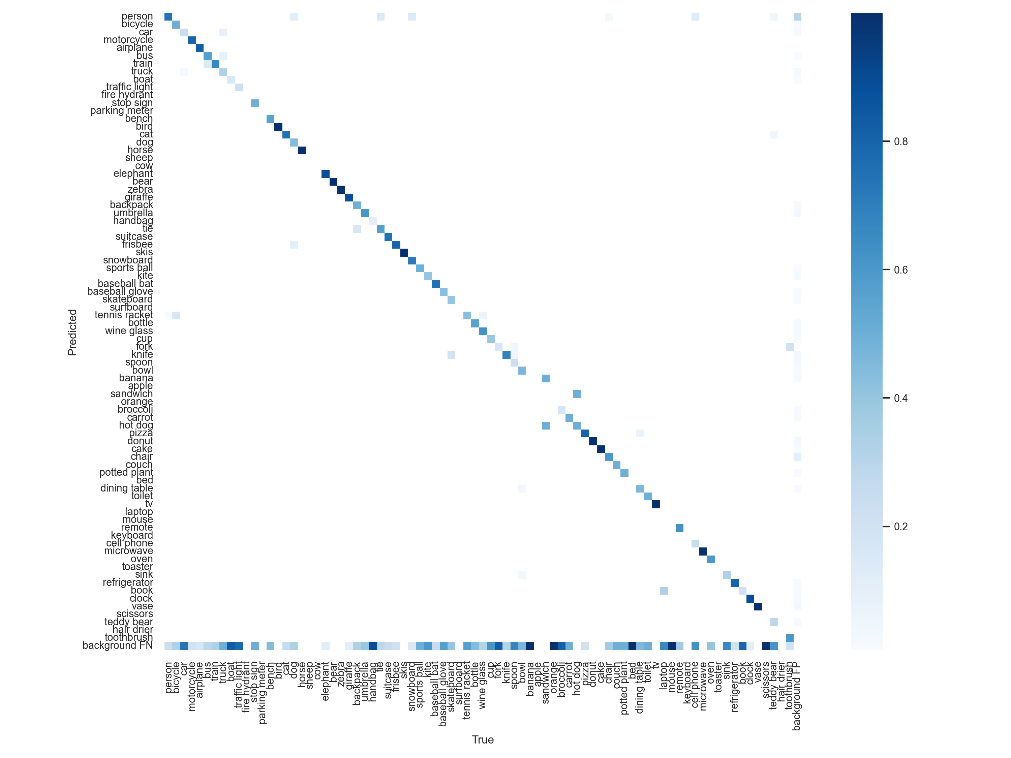 person
bicycle
car
motorcycle
airplane
bus
train
truck
boat
traffic light
fire hydrant
stop sign
parking meter
bench
bird
cat
dog
horse
sheep
cow
elephant
bear
zebra
giraffe
backpack
umbrella
handbag
tie
suitcase
frisbee
skis
snowboard
sports ball
kite
baseball bat
baseball glove
skateboard
surfboard
tennis racket
bottle
wine glass
cup
fork
knife
spoon
bowl
banana
apple
sandwich
orange
broccoli
carrot
hot dog
pizza
donut
cake
chair
couch
potted plant
bed
dining table
toilet
tv
laptop
mouse
remote
keyboard
cell phone
microwave
oven
toaster
sink
refrigerator
book
clock
vase
scissors
teddy bear
hair drier
toothbrush
background FN
Predicted
person
bicycle
car
motorcycle
airplane
bus
train
truck
boat
traffic light
fire hydrant
stop sign
parking meter
bench
bird
cat
dog
horse
sheep
cow
elephant
bear
zebra
giraffe
backpack
umbrella
handbag
tie
suitcase
frisbee
skis
snowboard
sports ball
kite
baseball bat
baseball glove
skateboard
surfboard
tennis racket
bottle
wine glass
cup
fork
knife
spoon
bowl
banana
apple
sandwich
orange
broccoli
carrot
hot dog
pizza
donut
cake
chair
couch
potted plant
bed
dining table
toilet
tv
laptop
mouse
remote
keyboard
cell phone
microwave
oven
toaster
sink
refrigerator
book
clock
vase
scissors
teddy bear
hair drier
toothbrush
background FP
True
0.8
0.6
0.4
0.2